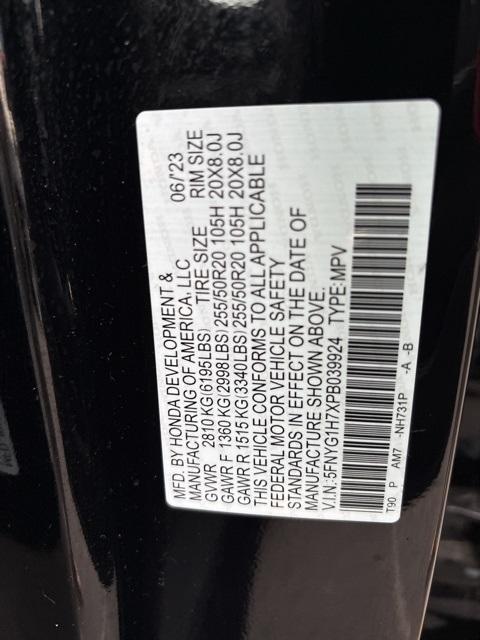 MFD. BY HONDA DEVELOPMENT & 06/'23
MANUFACTURING OF AMERICA, LLC
GVWR 2810 KG(6195LBS) TIRE SIZE RIM SIZE
GAWR F 1360 KG(2998LBS)255/50R20 105H 20X8.0J
GAWR R 1515 KG(3340LBS)255/50R20 105H 20X8.0J
THIS VEHICLE CONFORMS TO ALL APPLICABLE
FEDERAL MOTOR VEHICLE SAFETY
STANDARDS IN EFFECT ON THE DATE OF
MANUFACTURE SHOWN ABOVE.
V.I.N.:5FNYG1H7XPB039924 TYPE:MPV
T90 P AM7 -NH731P -A -B